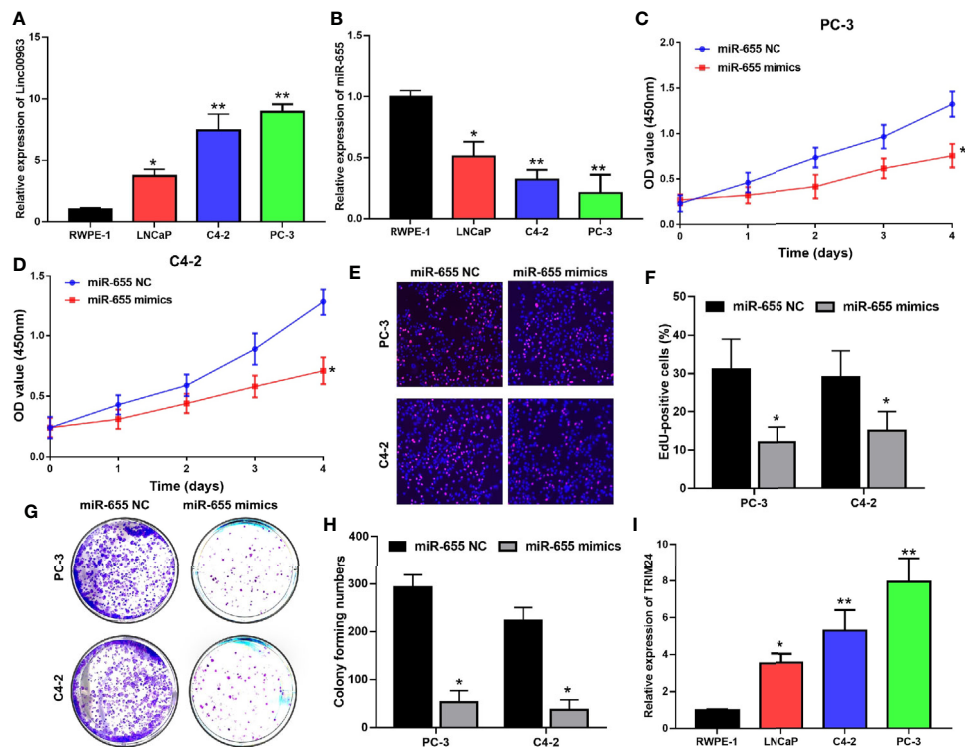 A
Relative expression of Linc00963
15
10
5
0
RWPE-1 LNCaP C4-2 PC-3
* ** **
B
Relative expression of miR-655
1.5
1.0
0.5
0.0
RWPE-1 LNCaP C4-2 PC-3
* ** **
C
PC-3
miR-655 NC
miR-655 mimics
OD value (450nm)
2.0
1.5
1.0
0.5
0.0
*
0 1 2 3 4
Time (days)
D
C4-2
miR-655 NC
miR-655 mimics
OD value (450nm)
1.5
1.0
0.5
0.0
*
0 1 2 3 4
Time (days)
E
miR-655 NC miR-655 mimics
PC-3
C4-2
F
miR-655 NC miR-655 mimics
EdU-positive cells (%)
50
40
30
20
10
0
* *
PC-3 C4-2
G
miR-655 NC miR-655 mimics
PC-3
C4-2
H
miR-655 NC miR-655 mimics
Colony forming numbers
400
300
200
100
0
* *
PC-3 C4-2
I
Relative expression of TRIM24
10
8
6
4
2
0
* ** **
RWPE-1 LNCaP C4-2 PC-3